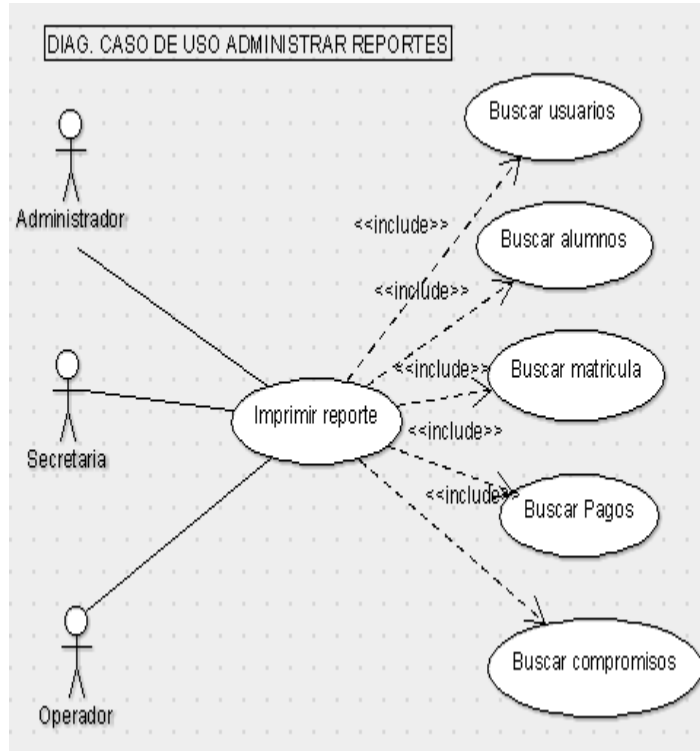 DIAG. CASO DE USO ADMINISTRAR REPORTES
Buscar usuarios
Administrador
<<include>>
Buscar alumnos
<<include>>
Buscar matricula
<<include>>
Secretaria
Imprimir reporte
<<include>>
<<include>>
Buscar Pagos
Buscar compromisos
Operador